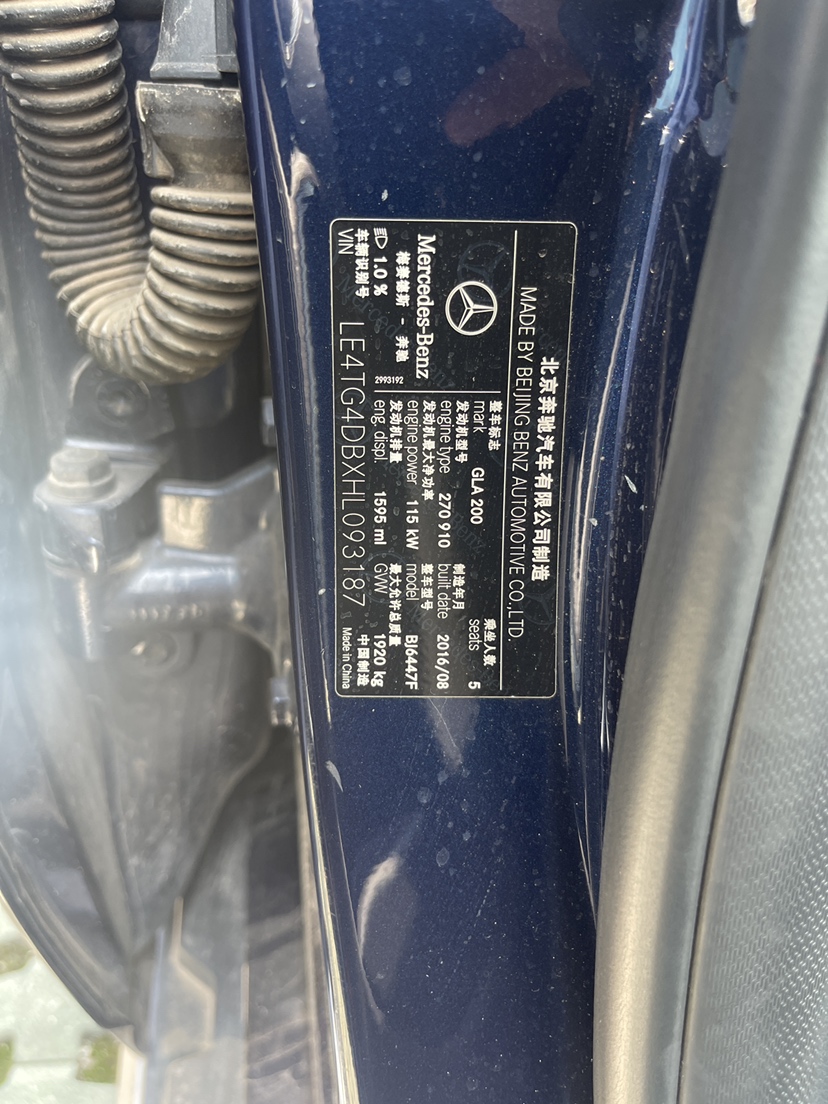 北京奔驰汽车有限公司制造
MADE BY BEIJING BENZ AUTOMOTIVE CO.,LTD.
Mercedes-Benz
梅赛德斯 - 奔驰
1.0 %
2993192
整车标志
mark GLA 200
乘坐人数
seats 5
发动机型号
engine type 270 910
制造年月
built date 2016/08
发动机最大净功率
engine power 115 kW
整车型号
model BJ6447F
发动机排量
eng. displ. 1595 ml
最大允许总质量
GVW 1920 kg
车辆识别号
VIN LE4TG4DBXHL093187
中国制造
Made in China